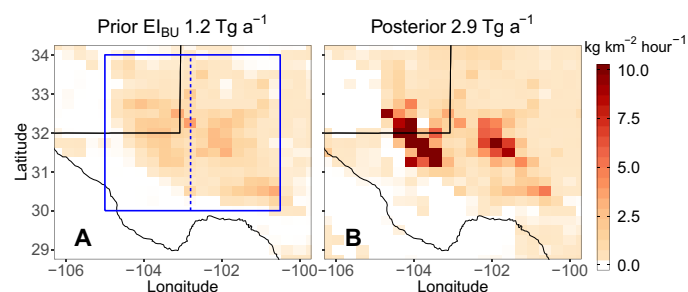 Prior EI_BU 1.2 Tg a⁻¹
Posterior 2.9 Tg a⁻¹
kg km⁻² hour⁻¹
34
33
32
31
30
29
Latitude
A
B
10.0
7.5
5.0
2.5
0.0
−106 −104 −102 −100
−106 −104 −102 −100
Longitude
Longitude